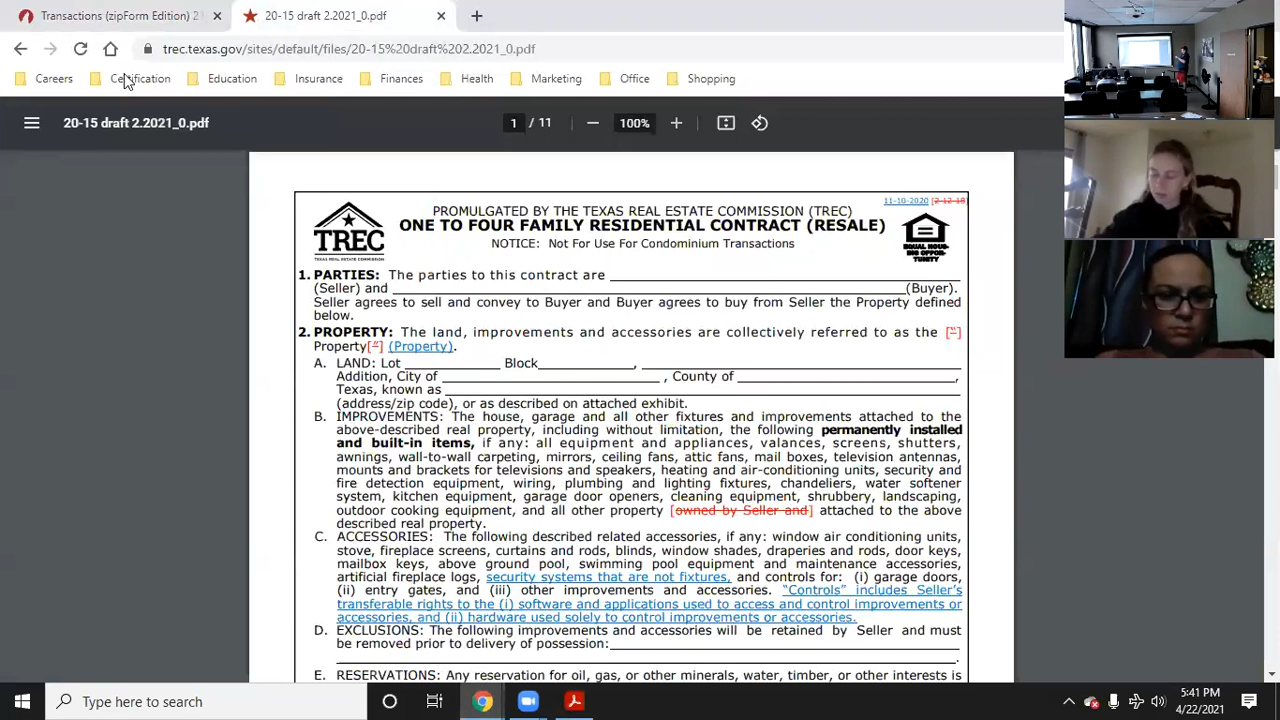 Transactions (zipForm Edition) 21
20-15 draft 2.2021_0.pdf
trec.texas.gov/sites/default/files/20-15%20draft%202.2021_0.pdf
Careers
Certification
Education
Insurance
Finances
Health
Marketing
Office
Shopping
20-15 draft 2.2021_0.pdf
1 / 11
100%
11-10-2020 [2-12-18]
PROMULGATED BY THE TEXAS REAL ESTATE COMMISSION (TREC)
ONE TO FOUR FAMILY RESIDENTIAL CONTRACT (RESALE)
NOTICE: Not For Use For Condominium Transactions
TREC
TEXAS REAL ESTATE COMMISSION
EQUAL HOUS-
ING OPPOR-
TUNITY
1. PARTIES: The parties to this contract are
(Seller) and (Buyer).
Seller agrees to sell and convey to Buyer and Buyer agrees to buy from Seller the Property defined
below.
2. PROPERTY: The land, improvements and accessories are collectively referred to as the [“]
Property[”] (Property).
A. LAND: Lot Block ,
Addition, City of , County of ,
Texas, known as
(address/zip code), or as described on attached exhibit.
B. IMPROVEMENTS: The house, garage and all other fixtures and improvements attached to the
above-described real property, including without limitation, the following permanently installed
and built-in items, if any: all equipment and appliances, valances, screens, shutters,
awnings, wall-to-wall carpeting, mirrors, ceiling fans, attic fans, mail boxes, television antennas,
mounts and brackets for televisions and speakers, heating and air-conditioning units, security and
fire detection equipment, wiring, plumbing and lighting fixtures, chandeliers, water softener
system, kitchen equipment, garage door openers, cleaning equipment, shrubbery, landscaping,
outdoor cooking equipment, and all other property [owned by Seller and] attached to the above
described real property.
C. ACCESSORIES: The following described related accessories, if any: window air conditioning units,
stove, fireplace screens, curtains and rods, blinds, window shades, draperies and rods, door keys,
mailbox keys, above ground pool, swimming pool equipment and maintenance accessories,
artificial fireplace logs, security systems that are not fixtures, and controls for: (i) garage doors,
(ii) entry gates, and (iii) other improvements and accessories. “Controls” includes Seller’s
transferable rights to the (i) software and applications used to access and control improvements or
accessories, and (ii) hardware used solely to control improvements or accessories.
D. EXCLUSIONS: The following improvements and accessories will be retained by Seller and must
be removed prior to delivery of possession:
.
E. RESERVATIONS: Any reservation for oil, gas, or other minerals, water, timber, or other interests is
Type here to search
5:41 PM
4/22/2021